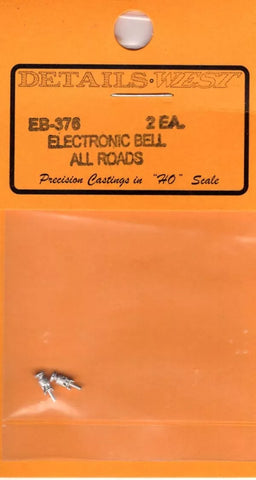 DETAILS·WEST
EB-376 2 EA.
ELECTRONIC BELL
ALL ROADS
Precision Castings in "HO" Scale